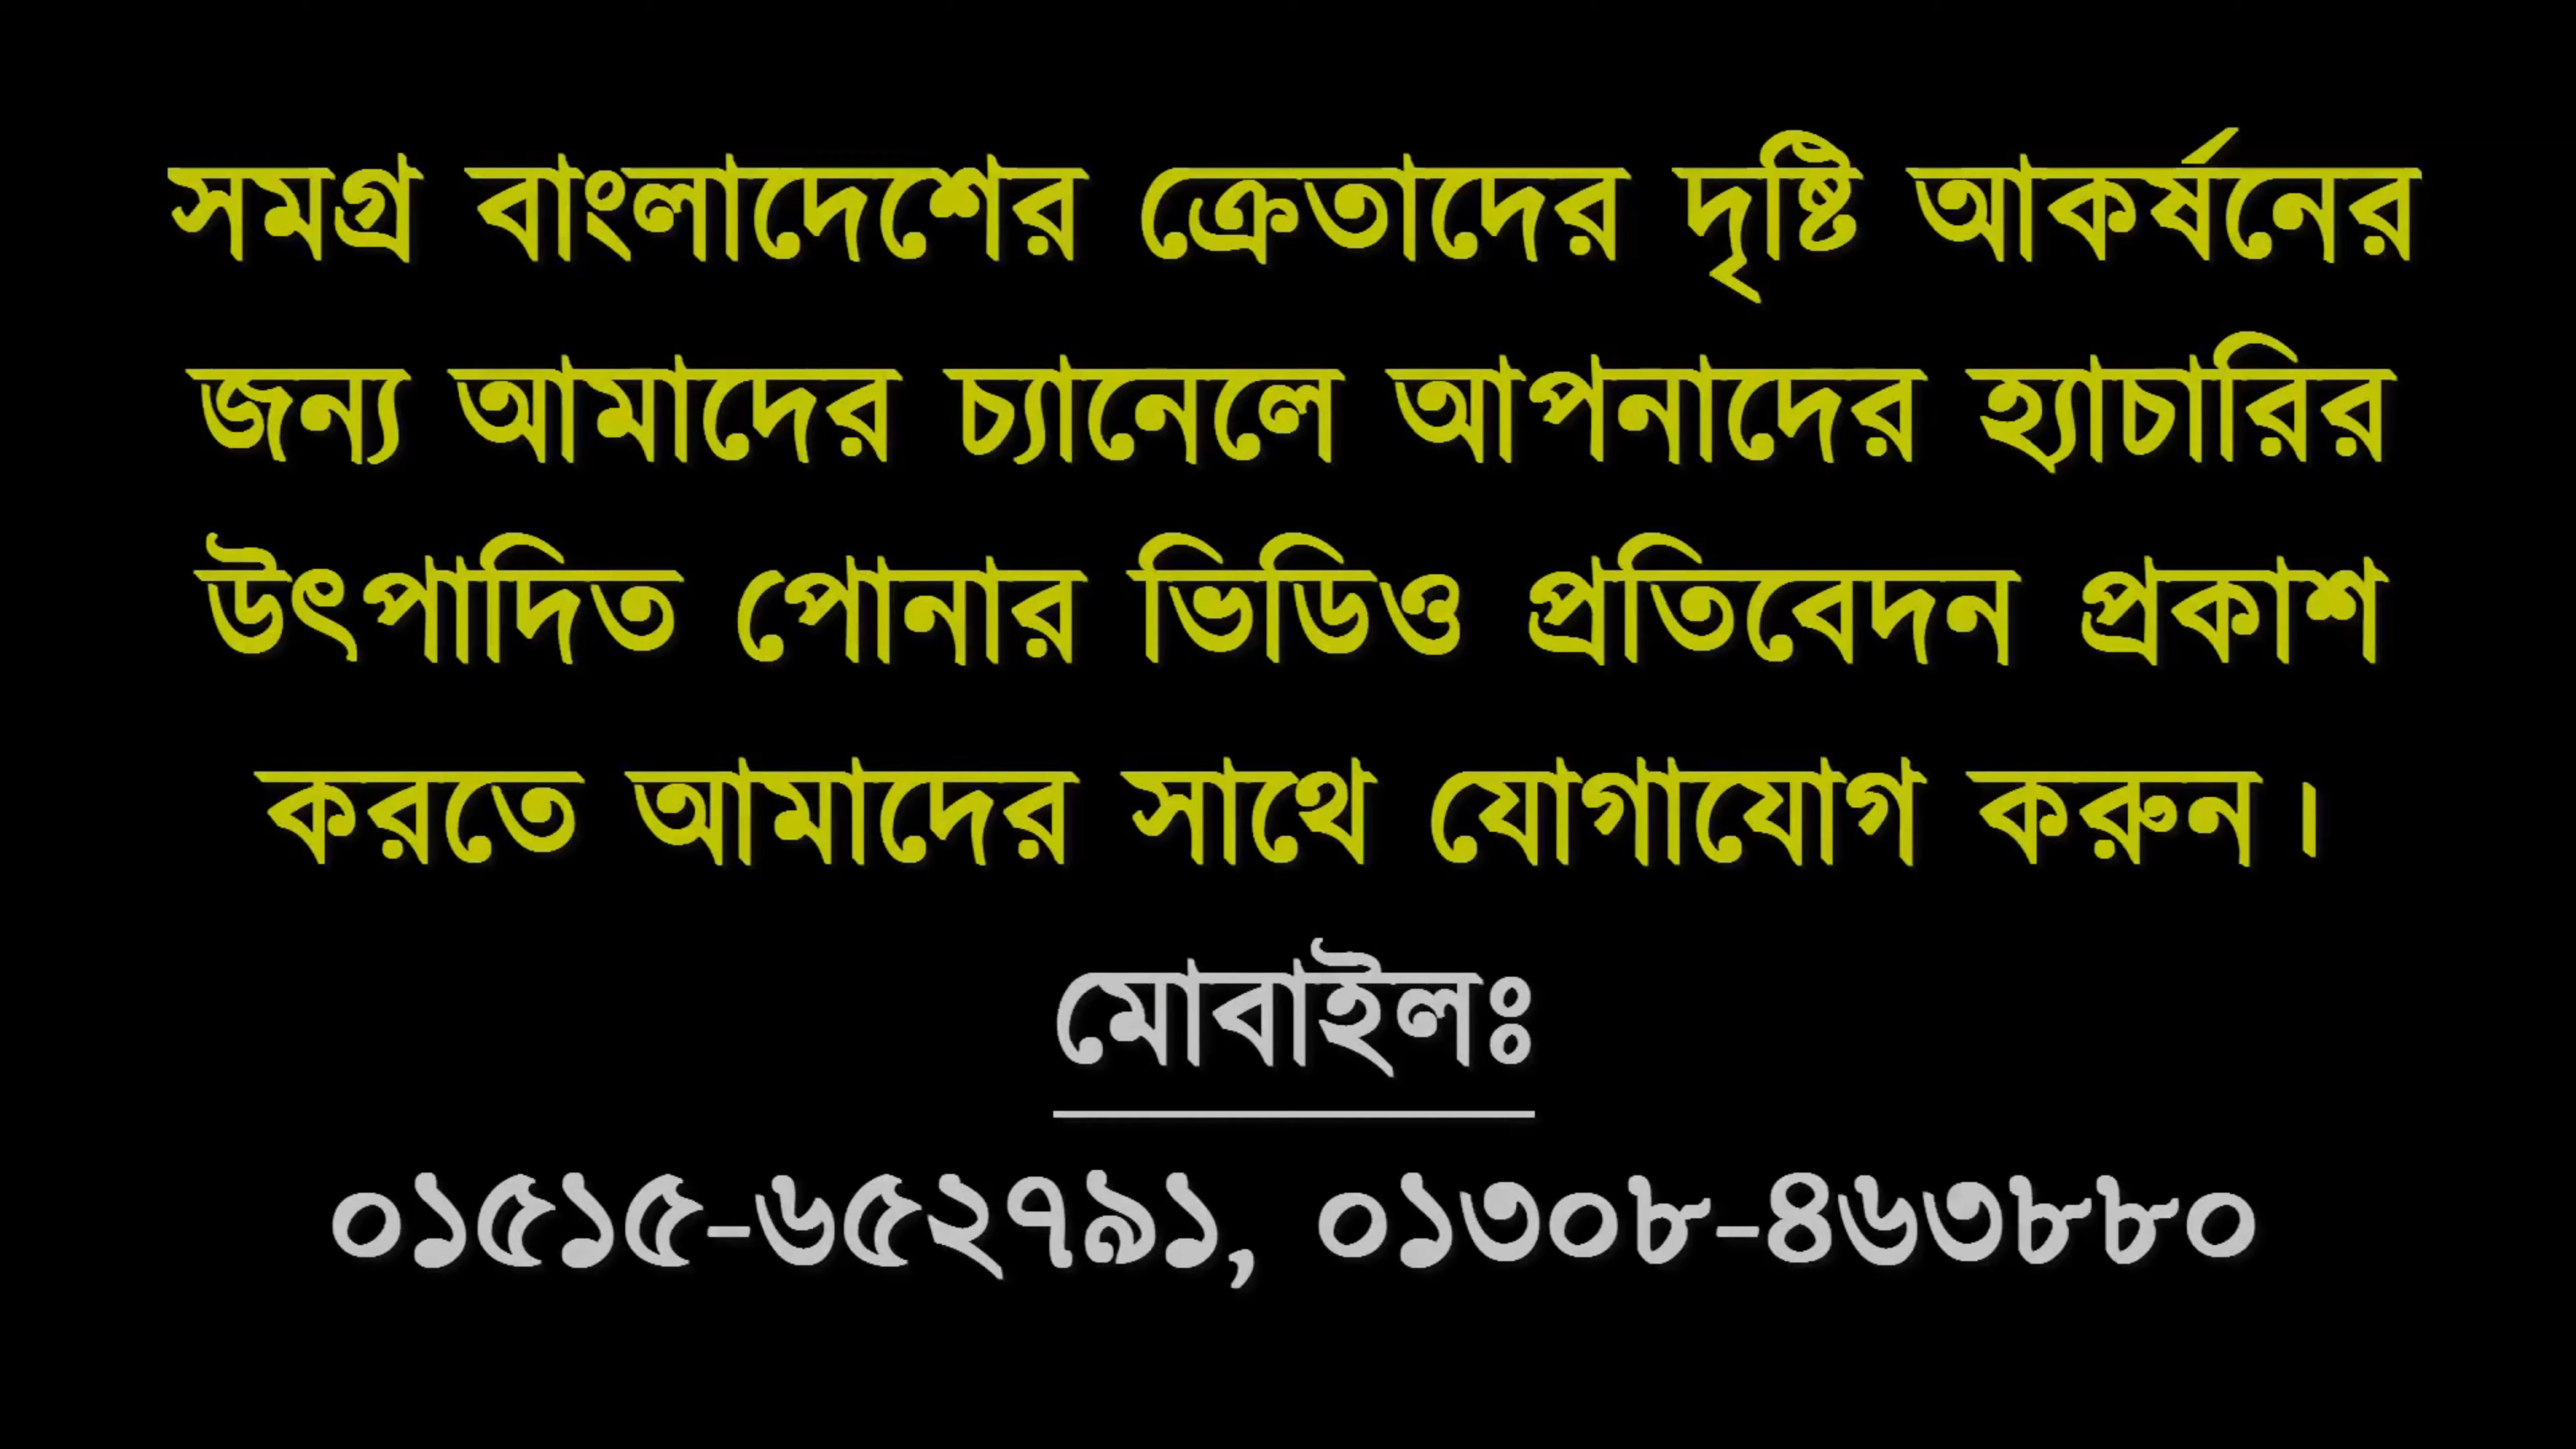 সমগ্র বাংলাদেশের ক্রেতাদের দৃষ্টি আকর্ষনের
জন্য আমাদের চ্যানেলে আপনাদের হ্যাচারির
উৎপাদিত পোনার ভিডিও প্রতিবেদন প্রকাশ
করতে আমাদের সাথে যোগাযোগ করুন।
মোবাইলঃ
০১৫১৫-৬৫২৭৯১, ০১৩০৮-৪৬৩৮৮০